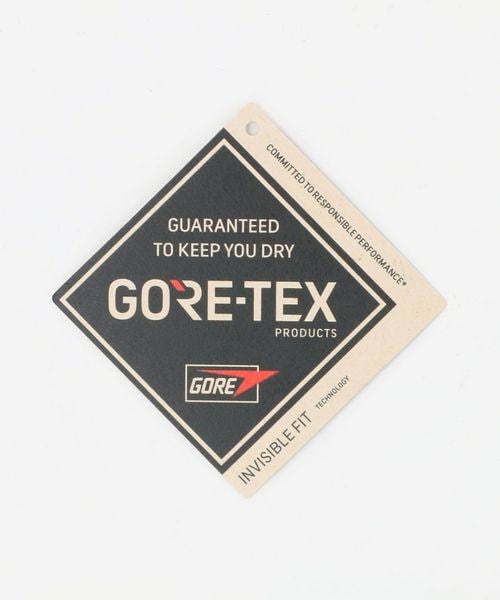 COMMITTED TO RESPONSIBLE PERFORMANCE*
GUARANTEED
TO KEEP YOU DRY
GORE-TEX
PRODUCTS
GORE
INVISIBLE FIT TECHNOLOGY